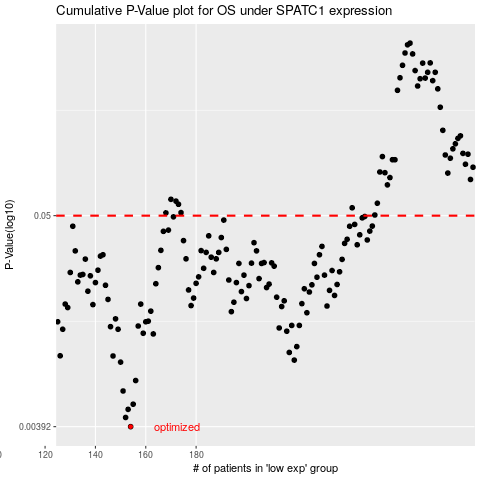 Cumulative P-Value plot for OS under SPATC1 expression
P-Value(log10)
0.05
0.00392
optimized
0 120 140 160 180
# of patients in 'low exp' group